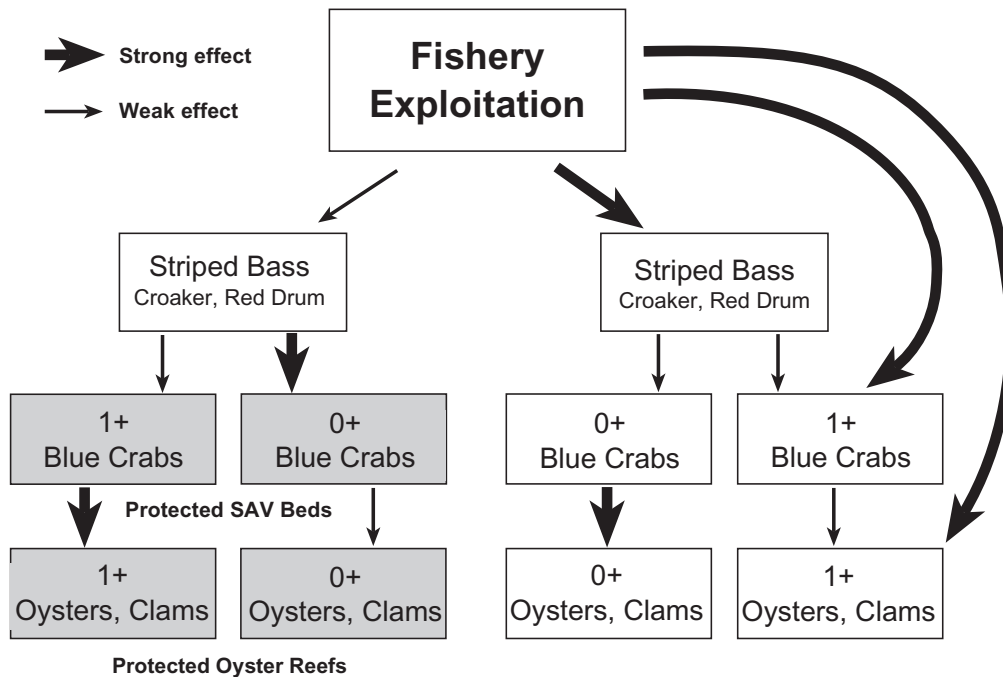 Fishery
Exploitation
Strong effect
Weak effect
Striped Bass
Croaker, Red Drum
Striped Bass
Croaker, Red Drum
1+
Blue Crabs
0+
Blue Crabs
0+
Blue Crabs
1+
Blue Crabs
Protected SAV Beds
1+
Oysters, Clams
0+
Oysters, Clams
0+
Oysters, Clams
1+
Oysters, Clams
Protected Oyster Reefs